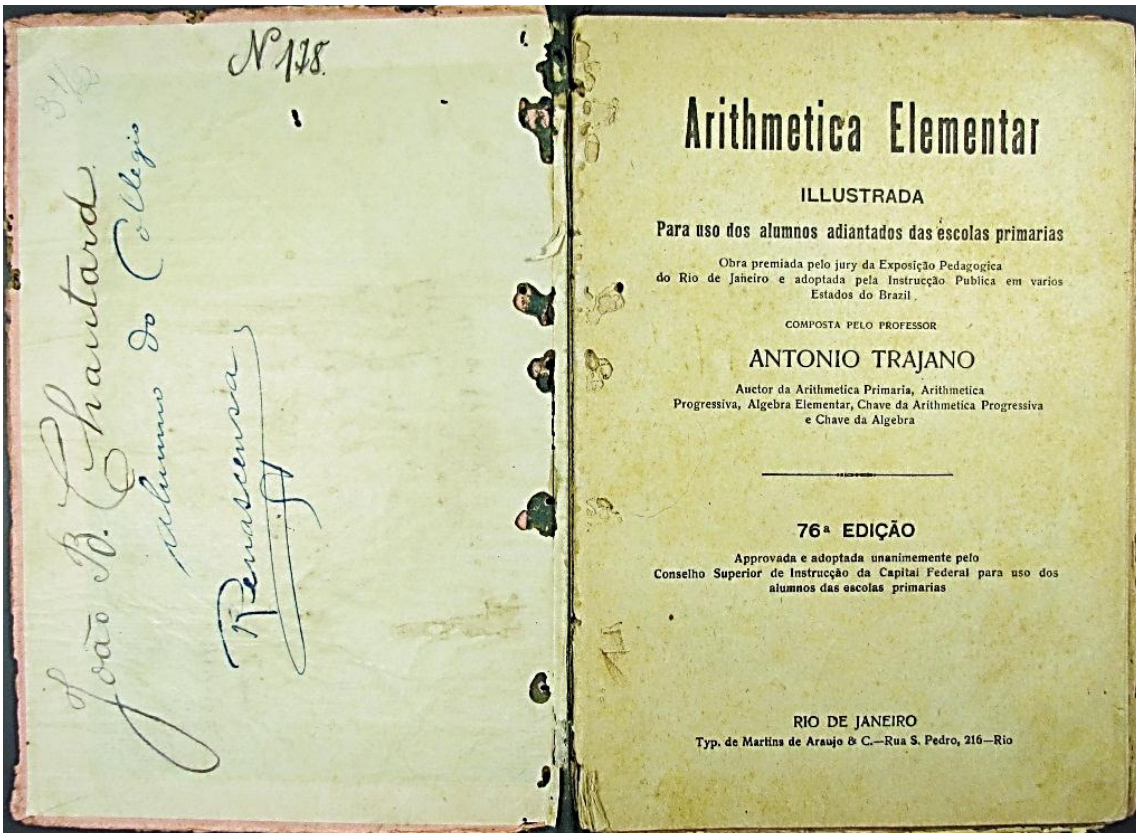 N 178.
João B. Chautard.
alumno do Collegio
Renascensa
Arithmetica Elementar
ILLUSTRADA
Para uso dos alumnos adiantados das escolas primarias
Obra premiada pelo jury da Exposição Pedagogica
do Rio de Janeiro e adoptada pela Instrucção Publica em varios
Estados do Brazil.
COMPOSTA PELO PROFESSOR
ANTONIO TRAJANO
Auctor da Arithmetica Primaria, Arithmetica
Progressiva, Algebra Elementar, Chave da Arithmetica Progressiva
e Chave da Algebra
76ª EDIÇÃO
Approvada e adoptada unanimemente pelo
Conselho Superior de Instrucção da Capital Federal para uso dos
alumnos das escolas primarias
RIO DE JANEIRO
Typ. de Martins de Araujo & C.—Rua S. Pedro, 216—Rio